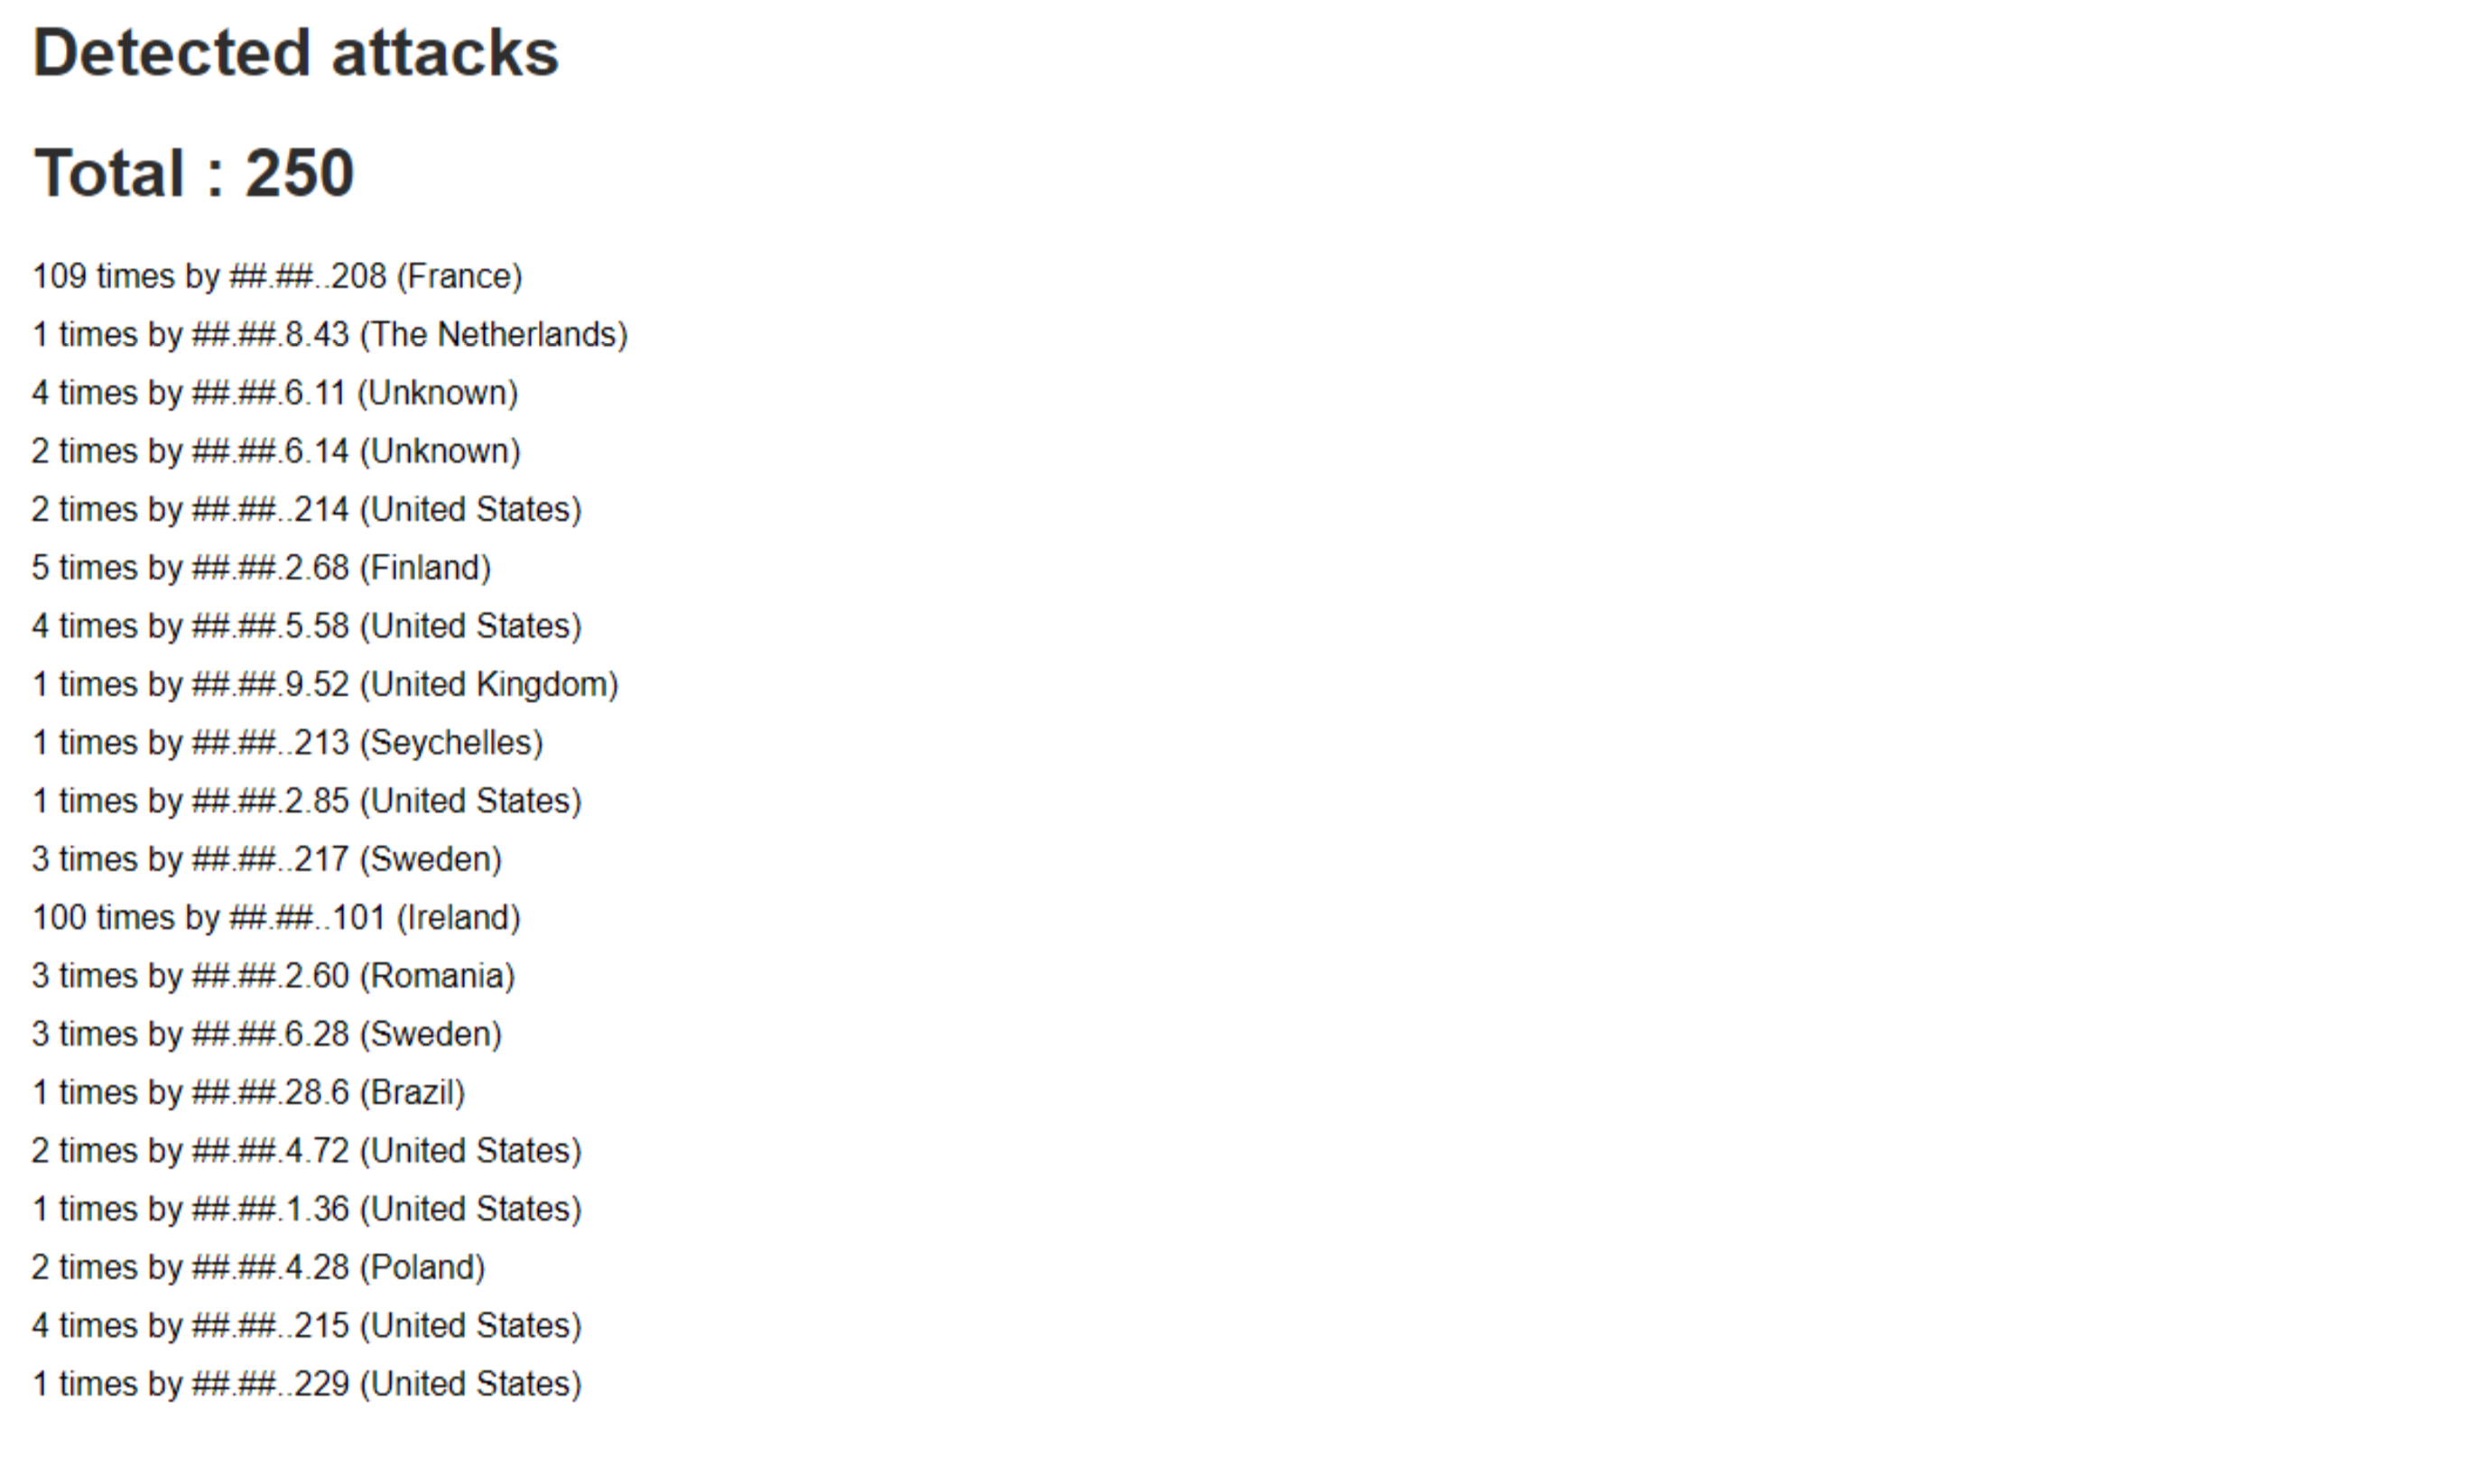 Detected attacks
Total : 250
109 times by ##.##..208 (France)
1 times by ##.##.8.43 (The Netherlands)
4 times by ##.##.6.11 (Unknown)
2 times by ##.##.6.14 (Unknown)
2 times by ##.##..214 (United States)
5 times by ##.##.2.68 (Finland)
4 times by ##.##.5.58 (United States)
1 times by ##.##.9.52 (United Kingdom)
1 times by ##.##..213 (Seychelles)
1 times by ##.##.2.85 (United States)
3 times by ##.##..217 (Sweden)
100 times by ##.##..101 (Ireland)
3 times by ##.##.2.60 (Romania)
3 times by ##.##.6.28 (Sweden)
1 times by ##.##.28.6 (Brazil)
2 times by ##.##.4.72 (United States)
1 times by ##.##.1.36 (United States)
2 times by ##.##.4.28 (Poland)
4 times by ##.##..215 (United States)
1 times by ##.##..229 (United States)